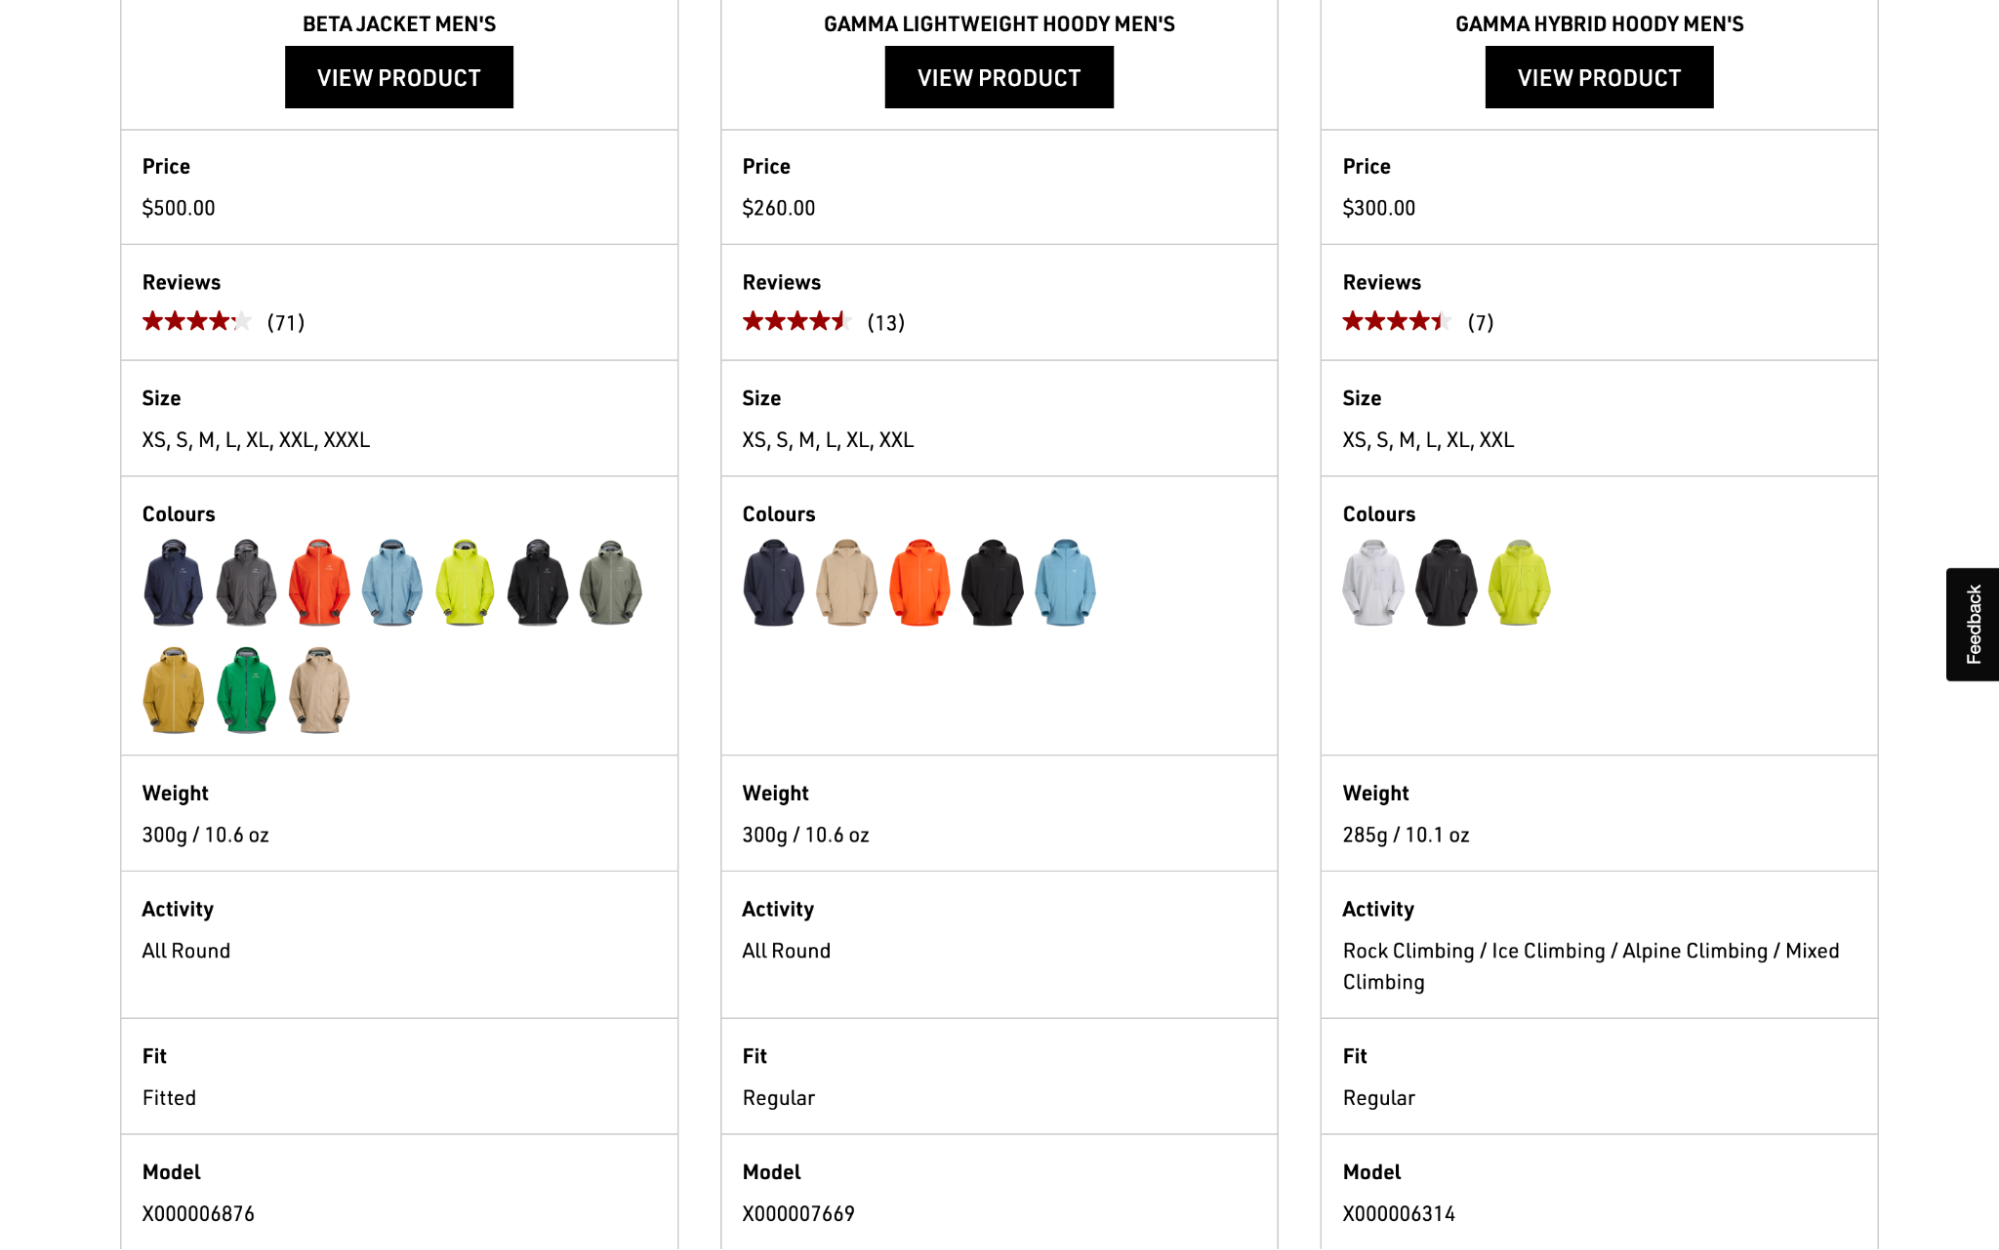 BETA JACKET MEN'S
VIEW PRODUCT
Price
$500.00
Reviews
(71)
Size
XS, S, M, L, XL, XXL, XXXL
Colours
Weight
300g / 10.6 oz
Activity
All Round
Fit
Fitted
Model
X000006876
GAMMA LIGHTWEIGHT HOODY MEN'S
VIEW PRODUCT
Price
$260.00
Reviews
(13)
Size
XS, S, M, L, XL, XXL
Colours
Weight
300g / 10.6 oz
Activity
All Round
Fit
Regular
Model
X000007669
GAMMA HYBRID HOODY MEN'S
VIEW PRODUCT
Price
$300.00
Reviews
(7)
Size
XS, S, M, L, XL, XXL
Colours
Weight
285g / 10.1 oz
Activity
Rock Climbing / Ice Climbing / Alpine Climbing / Mixed
Climbing
Fit
Regular
Model
X000006314
Feedback